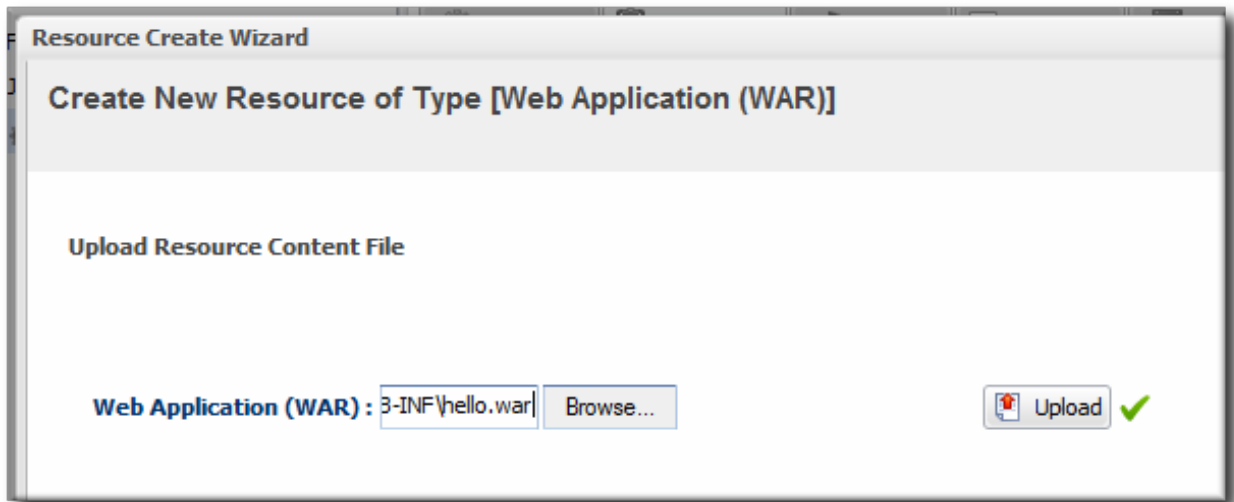 Resource Create Wizard
Create New Resource of Type [Web Application (WAR)]
Upload Resource Content File
Web Application (WAR) : 3-INF\hello.war Browse... Upload